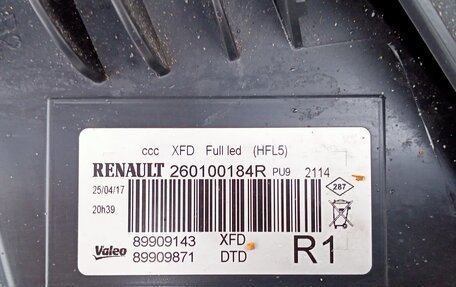 ccc XFD Full led (HFL5)
RENAULT 260100184R PU9 2114
25/04/17
287
20h39
89909143 XFD
Valeo
89909871 DTD
R1